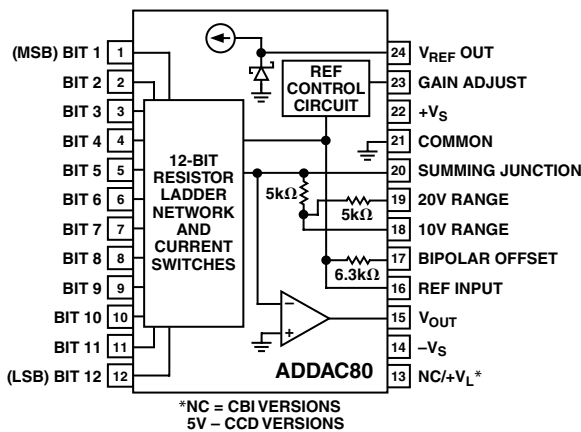 (MSB) BIT 1 1
BIT 2 2
BIT 3 3
BIT 4 4
BIT 5 5
BIT 6 6
BIT 7 7
BIT 8 8
BIT 9 9
BIT 10 10
BIT 11 11
(LSB) BIT 12 12
12-BIT
RESISTOR
LADDER
NETWORK
AND
CURRENT
SWITCHES
REF
CONTROL
CIRCUIT
5kΩ
5kΩ
6.3kΩ
−
+
ADDAC80
24 VREF OUT
23 GAIN ADJUST
22 +VS
21 COMMON
20 SUMMING JUNCTION
19 20V RANGE
18 10V RANGE
17 BIPOLAR OFFSET
16 REF INPUT
15 VOUT
14 –VS
13 NC/+VL*
*NC = CBI VERSIONS
5V – CCD VERSIONS